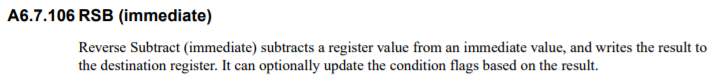 A6.7.106 RSB (immediate)
Reverse Subtract (immediate) subtracts a register value from an immediate value, and writes the result to
the destination register. It can optionally update the condition flags based on the result.